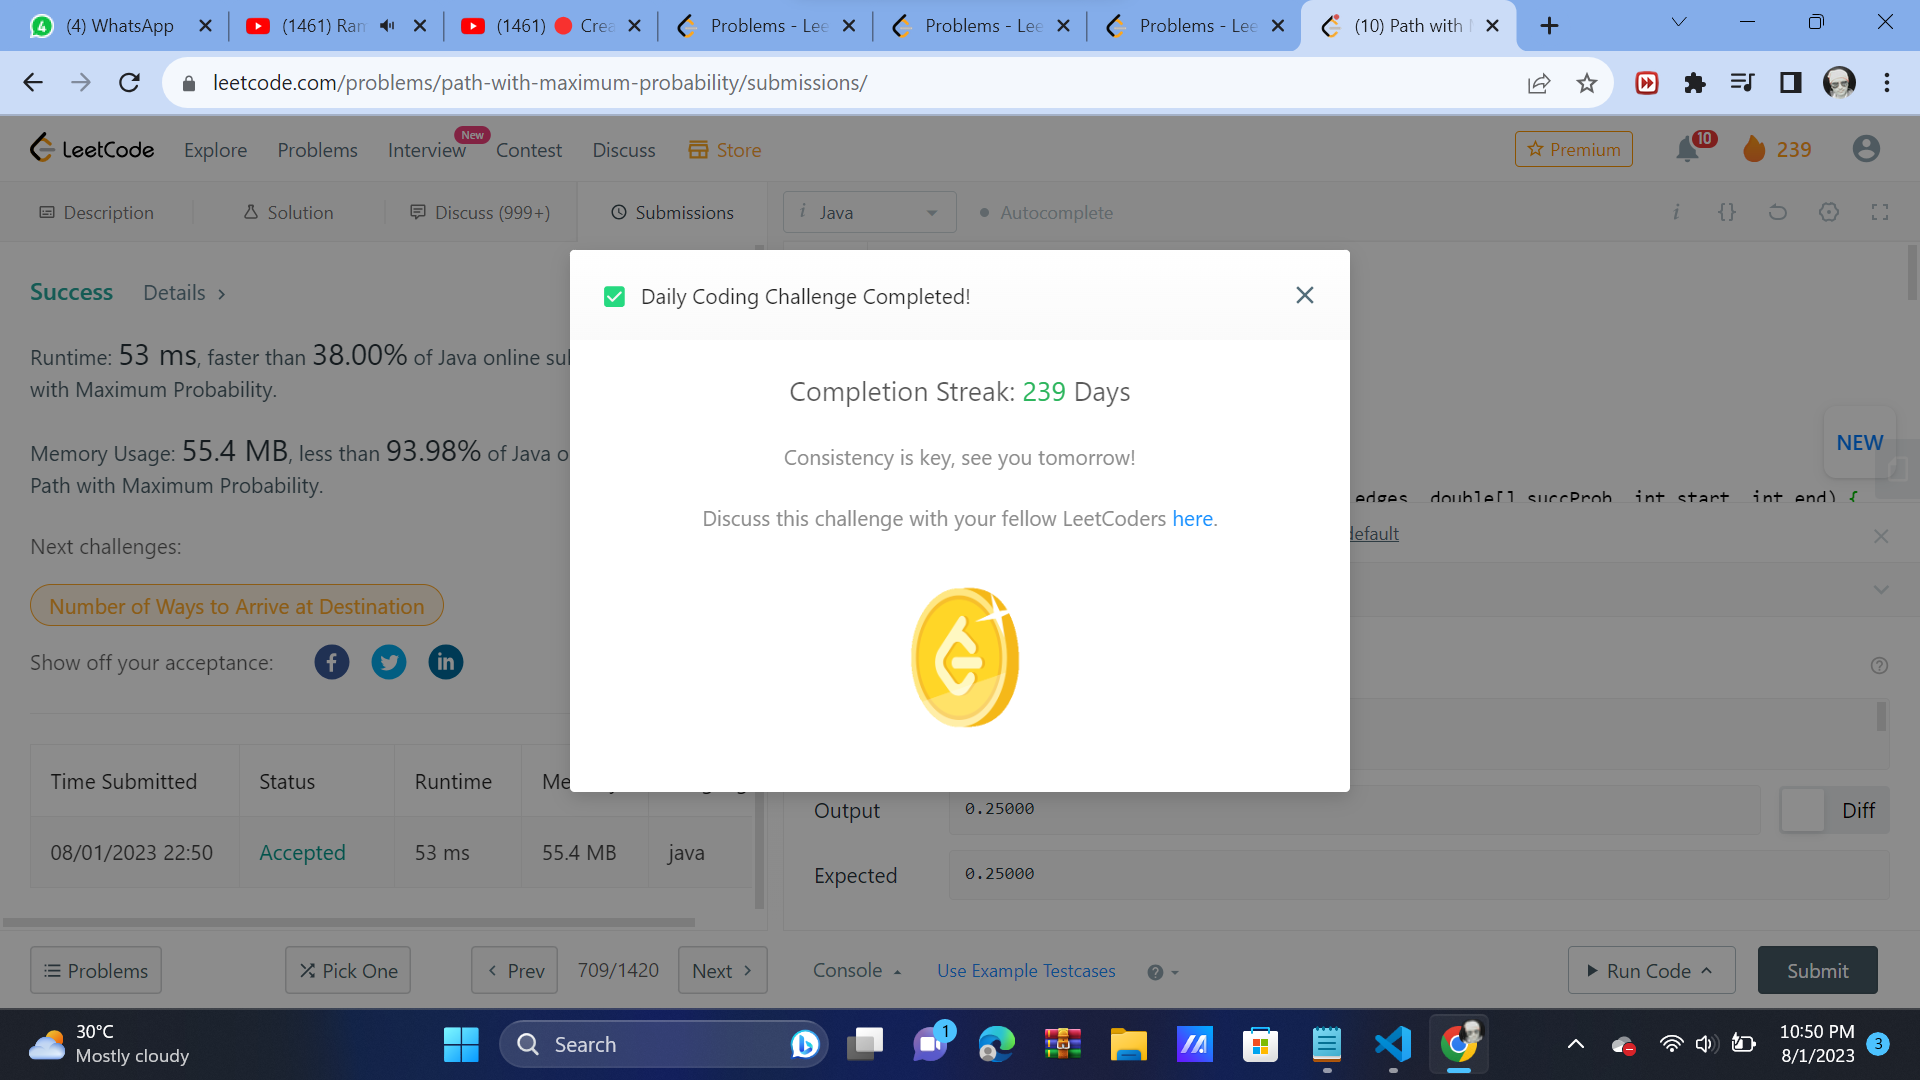 (4) WhatsApp
(1461) Ran
(1461) Crea
Problems - Lee
Problems - Lee
Problems - Lee
(10) Path with
leetcode.com/problems/path-with-maximum-probability/submissions/
LeetCode
Explore
Problems
Interview
New
Contest
Discuss
Store
Premium
10
239
Description
Solution
Discuss (999+)
Submissions
i Java
Autocomplete
i
{}
Success
Details
Daily Coding Challenge Completed!
Runtime: 53 ms, faster than 38.00% of Java online sul
with Maximum Probability.
Completion Streak: 239 Days
Memory Usage: 55.4 MB, less than 93.98% of Java o
Path with Maximum Probability.
Consistency is key, see you tomorrow!
NEW
edges, double[] succProb, int start, int end) {
Discuss this challenge with your fellow LeetCoders here.
default
Next challenges:
Number of Ways to Arrive at Destination
Show off your acceptance:
Time Submitted
Status
Runtime
08/01/2023 22:50
Accepted
53 ms
55.4 MB
java
Output
0.25000
Diff
Expected
0.25000
Problems
Pick One
Prev
709/1420
Next
Console
Use Example Testcases
Run Code
Submit
30°C
Mostly cloudy
Search
1
10:50 PM
8/1/2023
3